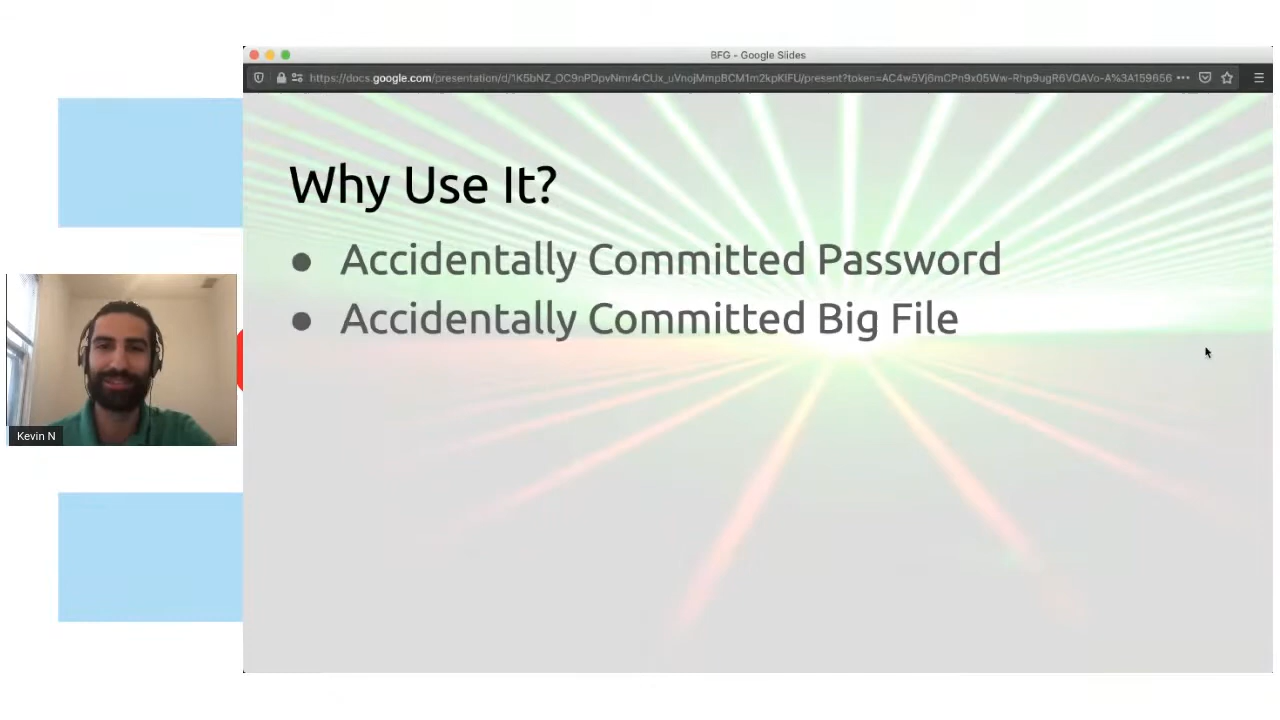 BFG - Google Slides
Why Use It?
● Accidentally Committed Password
● Accidentally Committed Big File
Kevin N